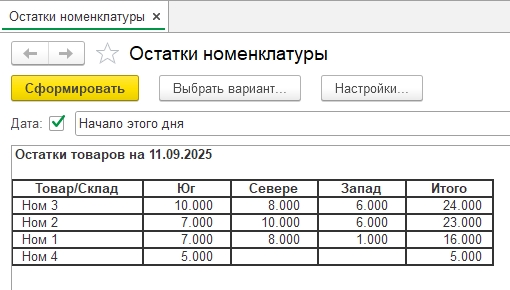 Остатки номенклатуры ×
Остатки номенклатуры
Сформировать Выбрать вариант... Настройки...
Дата: Начало этого дня
Остатки товаров на 11.09.2025
Товар/Склад Юг Севере Запад Итого
Ном 3 10.000 8.000 6.000 24.000
Ном 2 7.000 10.000 6.000 23.000
Ном 1 7.000 8.000 1.000 16.000
Ном 4 5.000 5.000